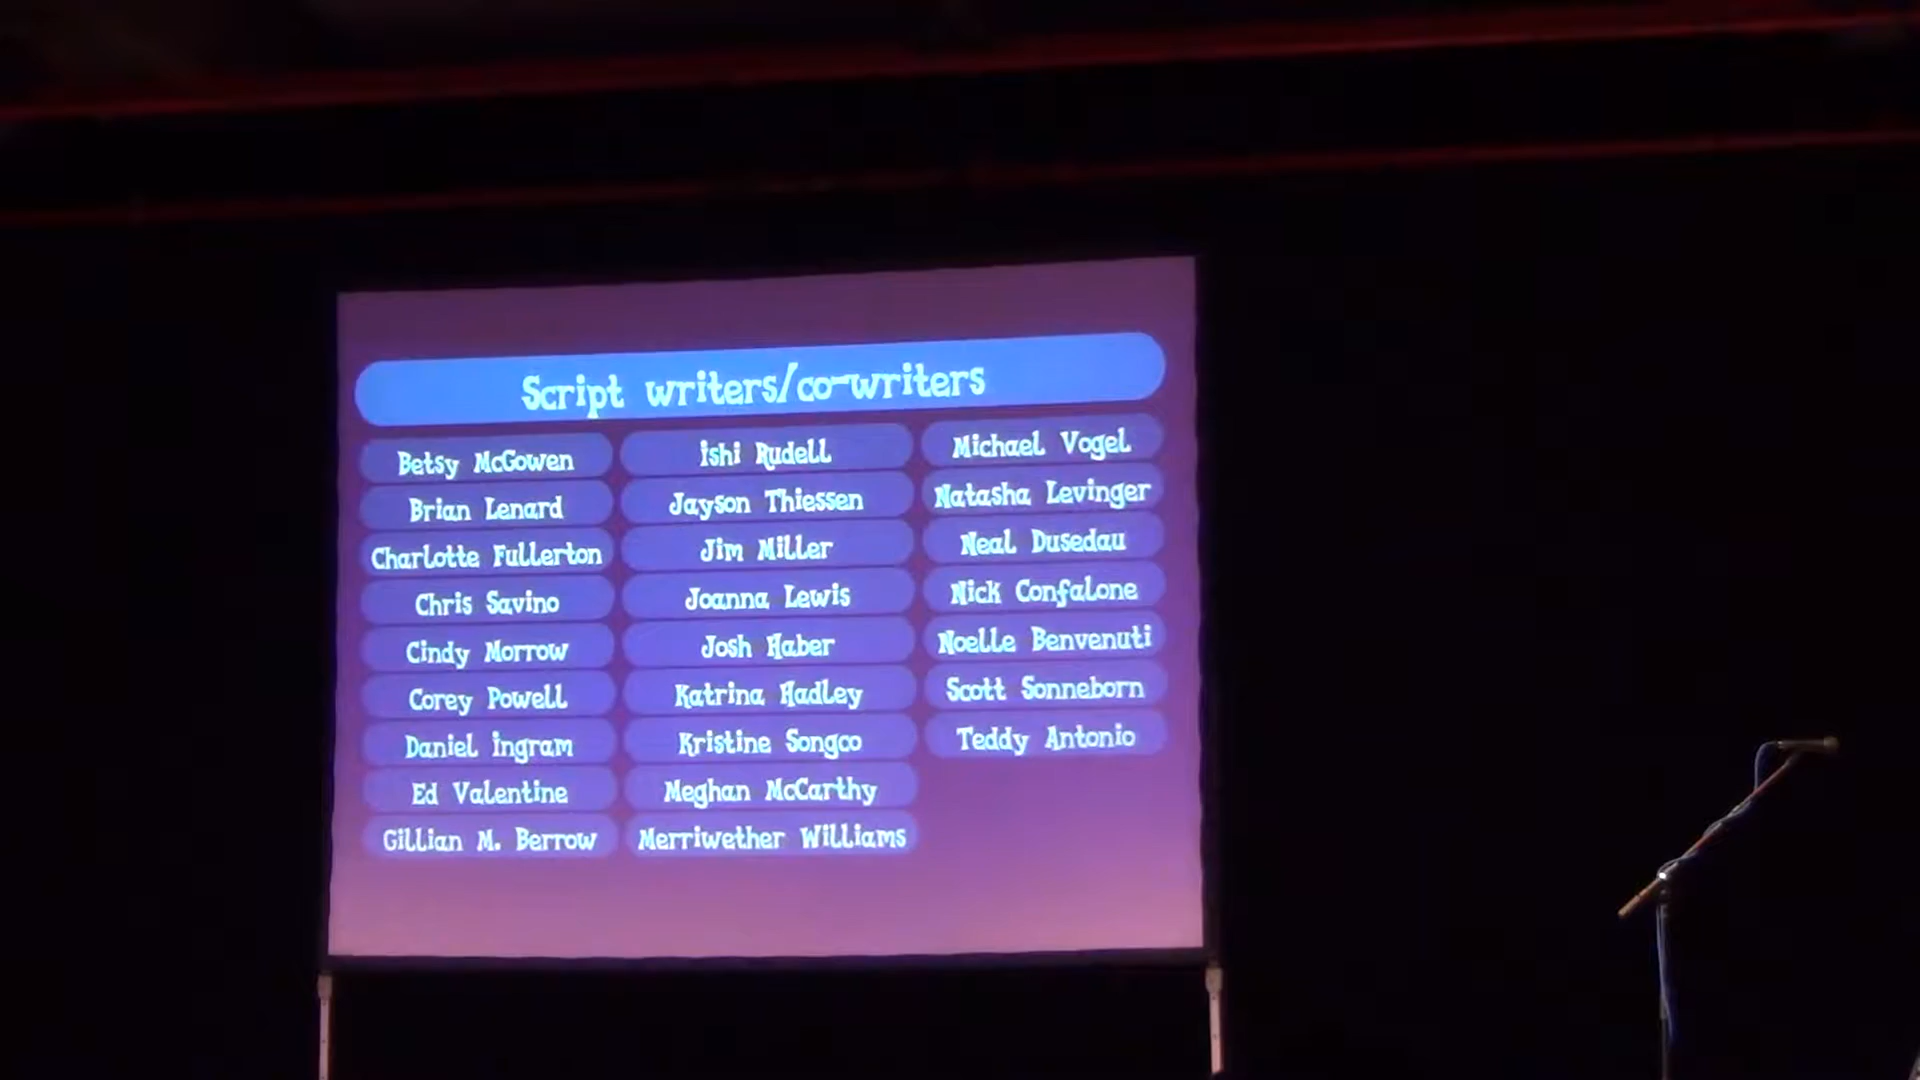 Script writers/co-writers
Betsy McGowen
Brian Lenard
Charlotte Fullerton
Chris Savino
Cindy Morrow
Corey Powell
Daniel ingram
Ed Valentine
Gillian M. Berrow
ishi Rudell
Jayson Thiessen
Jim Miller
Joanna Lewis
Josh Haber
Katrina Hadley
Kristine Songco
Meghan McCarthy
Merriwether Williams
Michael Vogel
Natasha Levinger
Neal Dusedau
Nick Confalone
Noelle Benvenuti
Scott Sonneborn
Teddy Antonio